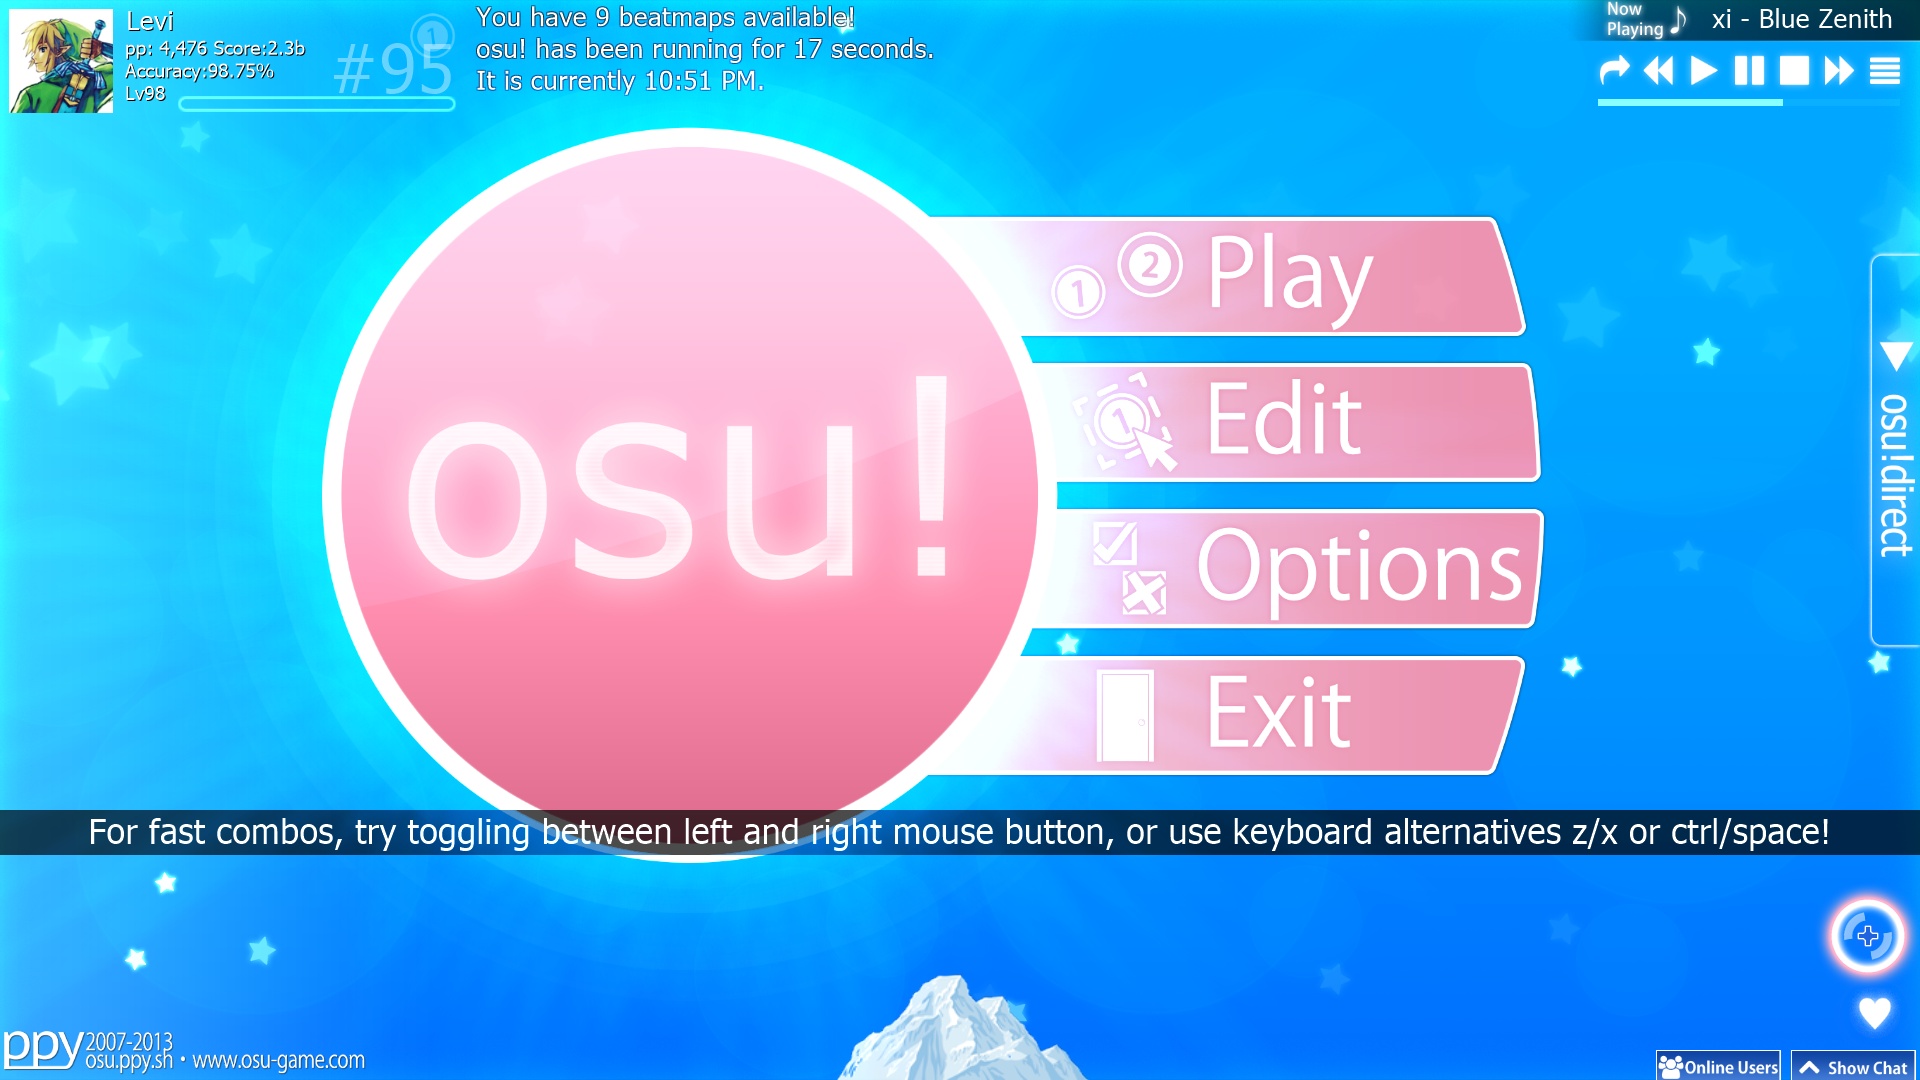 Levi
pp: 4,476 Score:2.3b
Accuracy:98.75%
Lv98
#95
1
You have 9 beatmaps available!
osu! has been running for 17 seconds.
It is currently 10:51 PM.
Now Playing
xi - Blue Zenith
osu!
1 2 Play
1 Edit
Options
Exit
osu!direct
For fast combos, try toggling between left and right mouse button, or use keyboard alternatives z/x or ctrl/space!
ppy 2007-2013
osu.ppy.sh • www.osu-game.com
Online Users
Show Chat